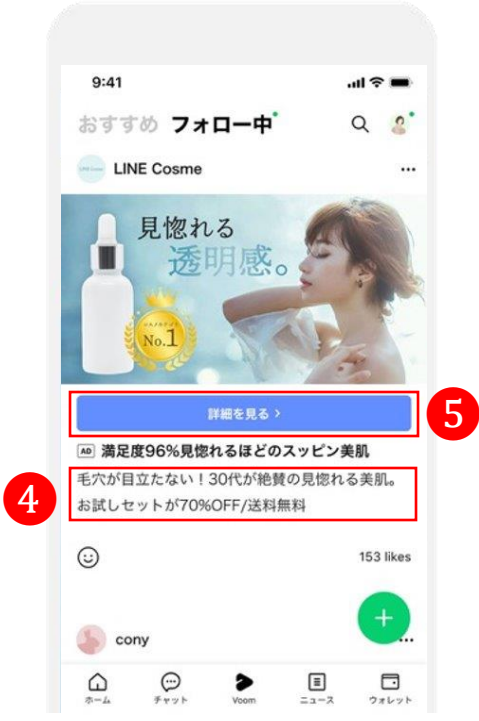 9:41
おすすめ フォロー中
LINE Cosme
見惚れる
透明感。
No.1
詳細を見る >
5
AD 満足度96%見惚れるほどのスッピン美肌
毛穴が目立たない！30代が絶賛の見惚れる美肌。
4
お試しセットが70%OFF/送料無料
153 likes
cony
ホーム チャット Voom ニュース ウォレット